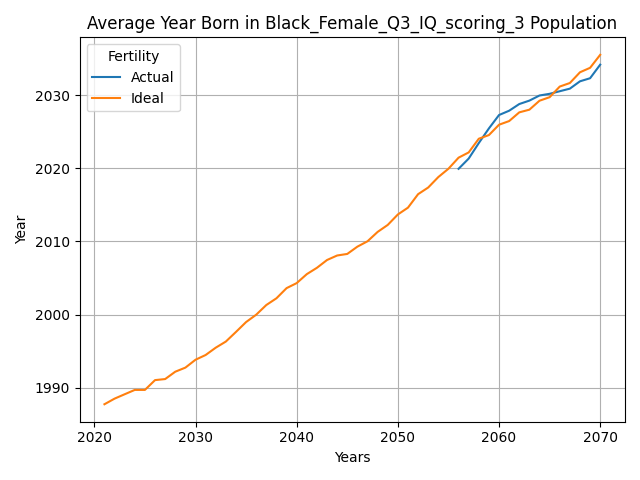 Average Year Born in Black_Female_Q3_IQ_scoring_3 Population
Fertility
Actual
Ideal
Year
2030
2020
2010
2000
1990
2020 2030 2040 2050 2060 2070
Years